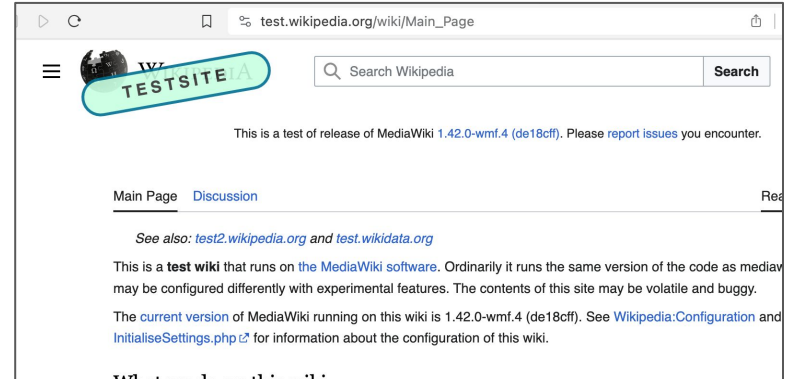 test.wikipedia.org/wiki/Main_Page
WIKIPEDIA
TESTSITE
Search Wikipedia
Search
This is a test of release of MediaWiki 1.42.0-wmf.4 (de18cff). Please report issues you encounter.
Main Page Discussion
See also: test2.wikipedia.org and test.wikidata.org
This is a test wiki that runs on the MediaWiki software. Ordinarily it runs the same version of the code as
may be configured differently with experimental features. The contents of this site may be volatile and buggy.
The current version of MediaWiki running on this wiki is 1.42.0-wmf.4 (de18cff). See Wikipedia:Configuration and
InitialiseSettings.php for information about the configuration of this wiki.